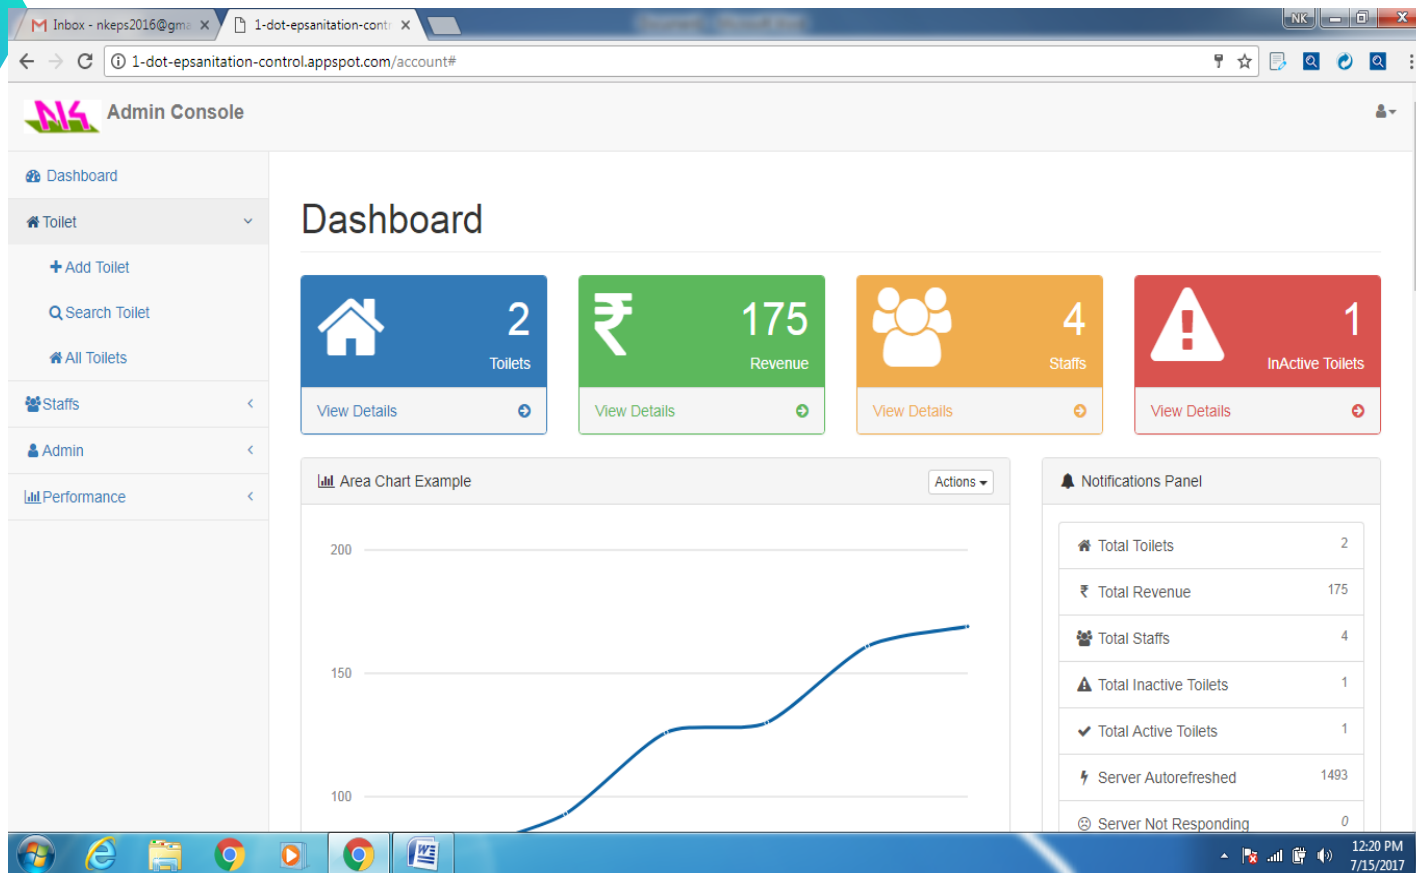 Inbox - nkeps2016@gma
1-dot-epsanitation-contr
NK
1-dot-epsanitation-control.appspot.com/account#
NK Admin Console
Dashboard
Toilet
Add Toilet
Search Toilet
All Toilets
Staffs
Admin
Performance
Dashboard
2
Toilets
View Details
₹ 175
Revenue
View Details
4
Staffs
View Details
1
InActive Toilets
View Details
Area Chart Example
Actions
200
150
100
Notifications Panel
Total Toilets 2
₹ Total Revenue 175
Total Staffs 4
Total Inactive Toilets 1
Total Active Toilets 1
Server Autorefreshed 1493
Server Not Responding 0
12:20 PM
7/15/2017